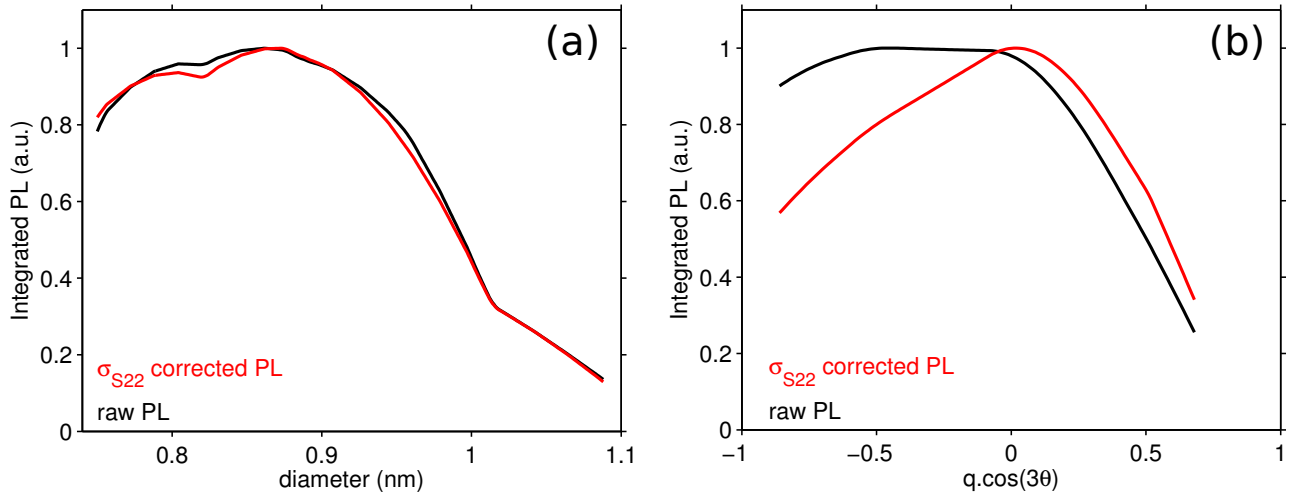 (a)
Integrated PL (a.u.)
1
0.8
0.6
0.4
0.2
0
σS22 corrected PL
raw PL
0.8 0.9 1 1.1
diameter (nm)
(b)
Integrated PL (a.u.)
1
0.8
0.6
0.4
0.2
0
σS22 corrected PL
raw PL
−1 −0.5 0 0.5 1
q.cos(3θ)